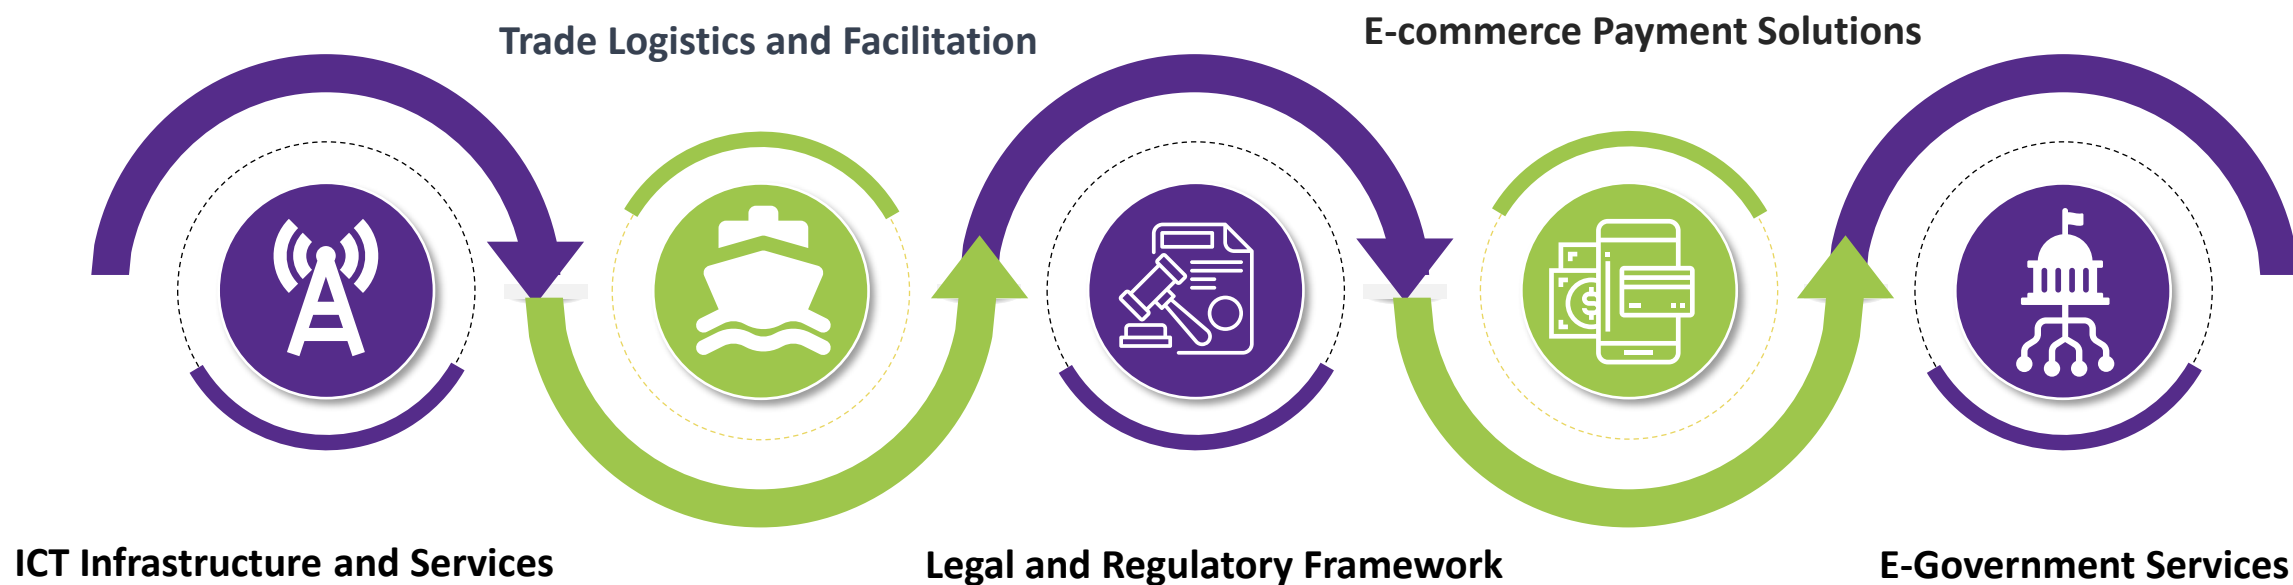 Trade Logistics and Facilitation
E-commerce Payment Solutions
$
ICT Infrastructure and Services
Legal and Regulatory Framework
E-Government Services